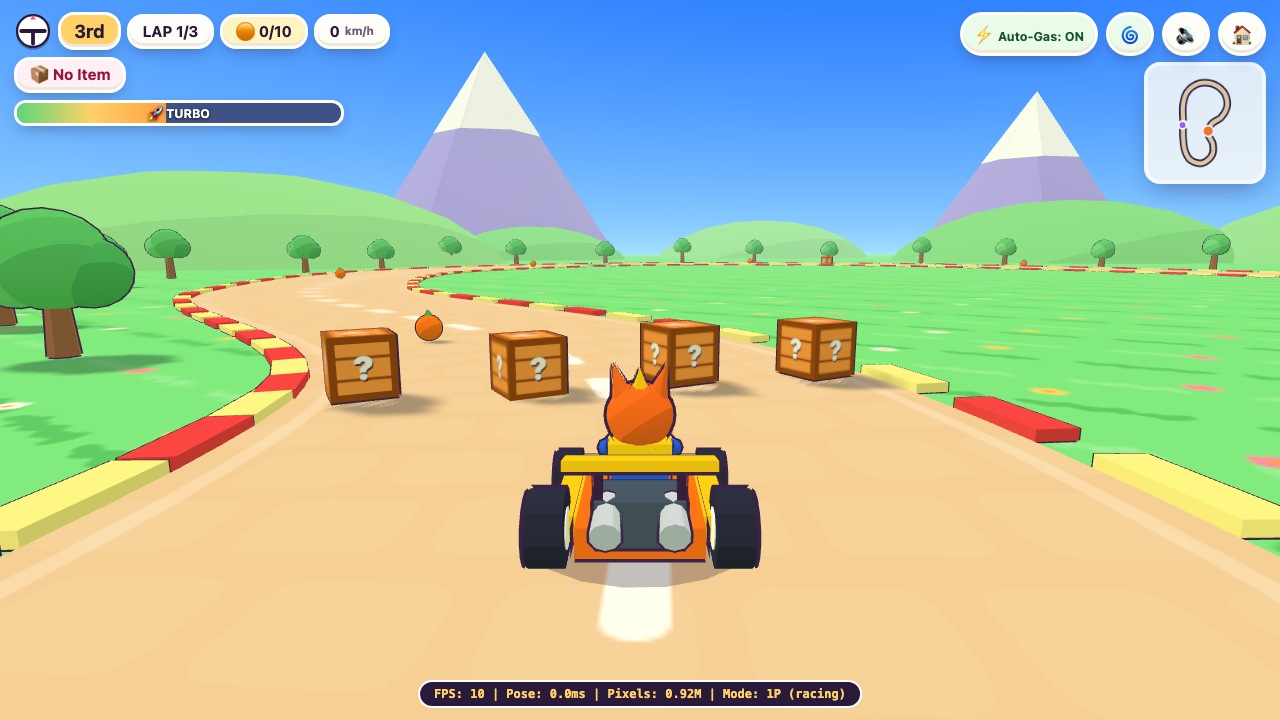 3rd
LAP 1/3
0/10
0 km/h
Auto-Gas: ON
No Item
TURBO
? ? ? ? ? ? ?
FPS: 10 | Pose: 0.0ms | Pixels: 0.92M | Mode: 1P (racing)